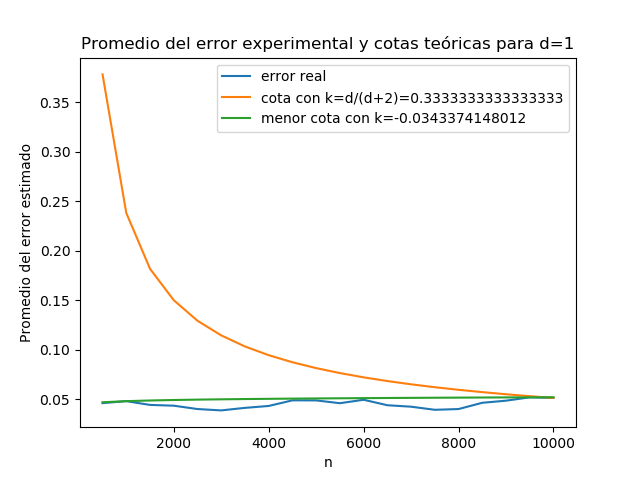 Promedio del error experimental y cotas teóricas para d=1
error real
cota con k=d/(d+2)=0.3333333333333333
menor cota con k=-0.0343374148012
Promedio del error estimado
0.35
0.30
0.25
0.20
0.15
0.10
0.05
2000 4000 6000 8000 10000
n